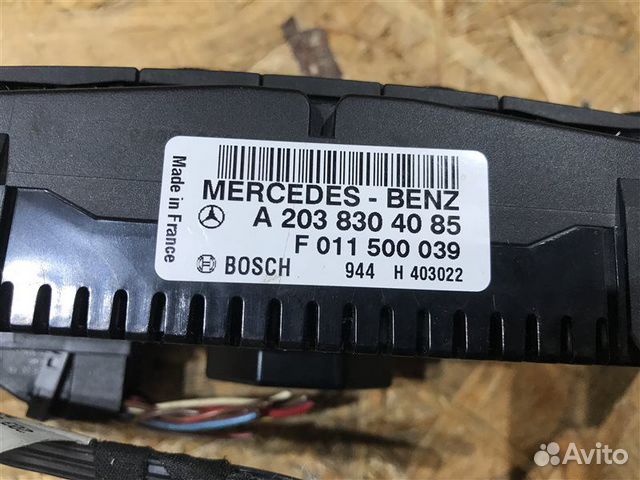 MERCEDES - BENZ
A 203 830 40 85
F 011 500 039
BOSCH 944 H 403022
Made in France
Avito